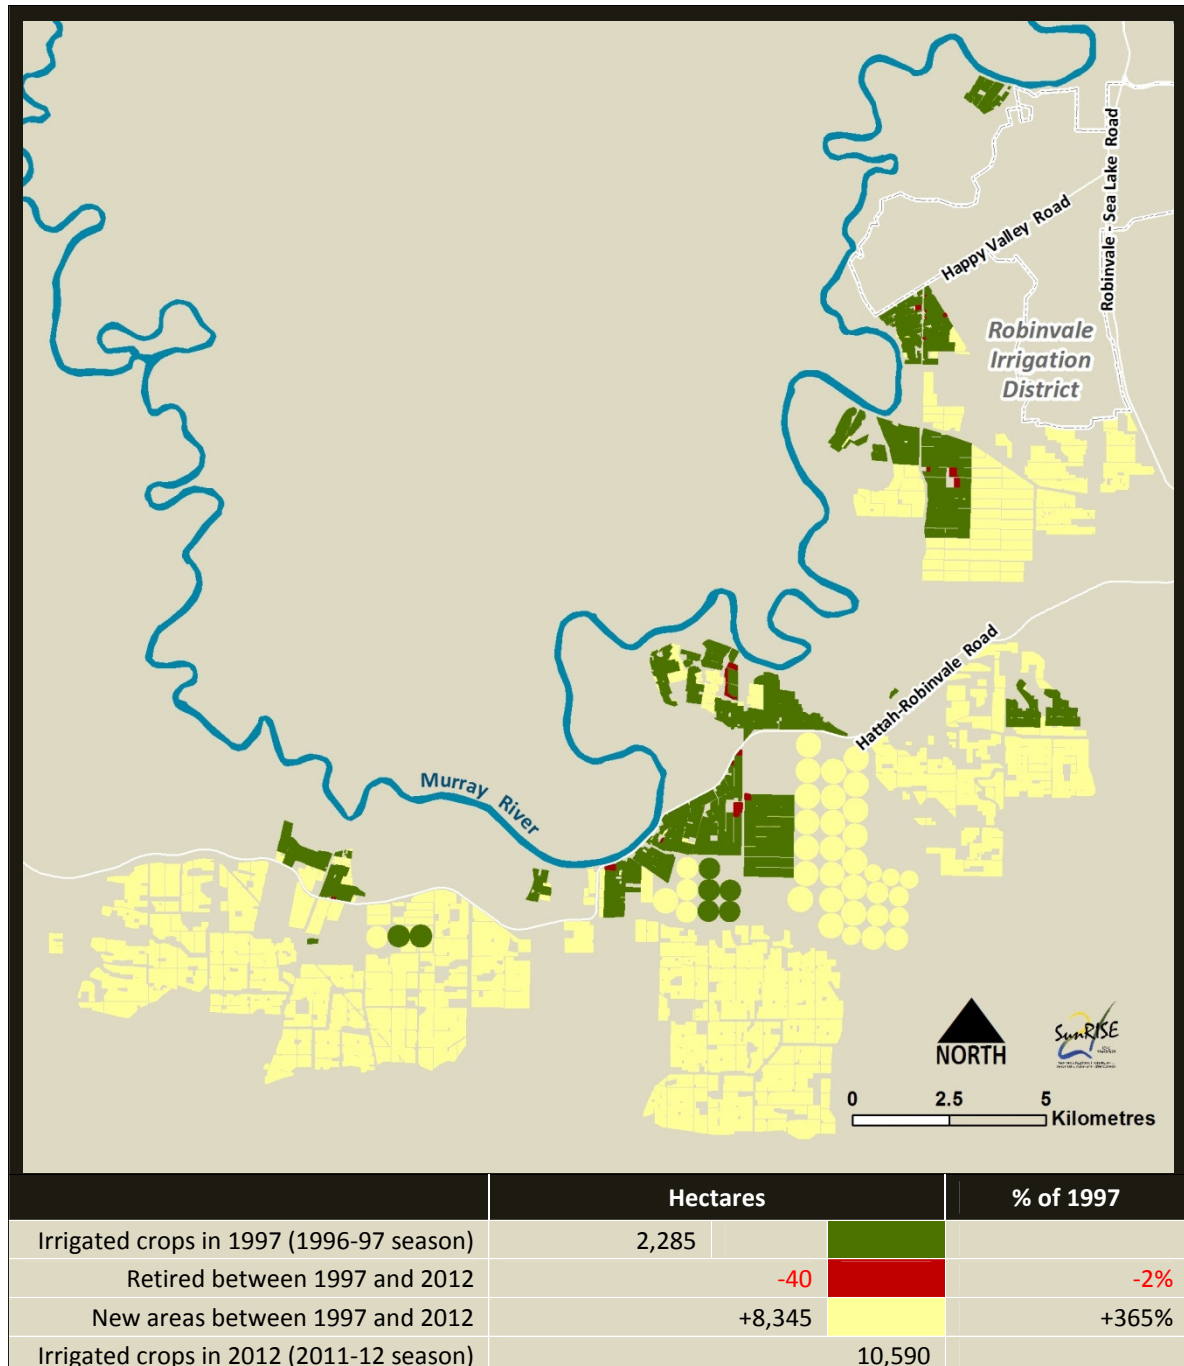 Happy Valley Road
Robinvale - Sea Lake Road
Robinvale
Irrigation
District
Hattah-Robinvale Road
Murray River
NORTH
SunRISE
0 2.5 5
Kilometres
Hectares % of 1997
Irrigated crops in 1997 (1996-97 season) 2,285
Retired between 1997 and 2012 -40 -2%
New areas between 1997 and 2012 +8,345 +365%
Irrigated crops in 2012 (2011-12 season) 10,590